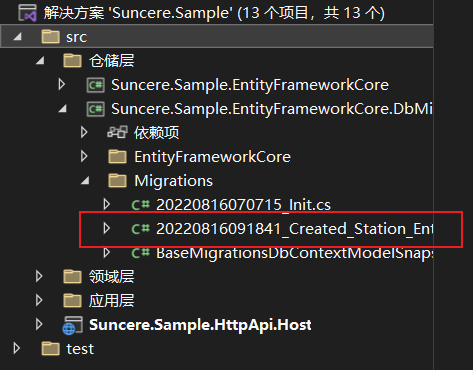 解决方案 'Suncere.Sample' (13 个项目，共 13 个)
src
仓储层
C# Suncere.Sample.EntityFrameworkCore
C# Suncere.Sample.EntityFrameworkCore.DbMi
依赖项
EntityFrameworkCore
Migrations
C# 20220816070715_Init.cs
C# 20220816091841_Created_Station_Ent
C# BaseMigrationsDbContextModelSnaps
领域层
应用层
Suncere.Sample.HttpApi.Host
test